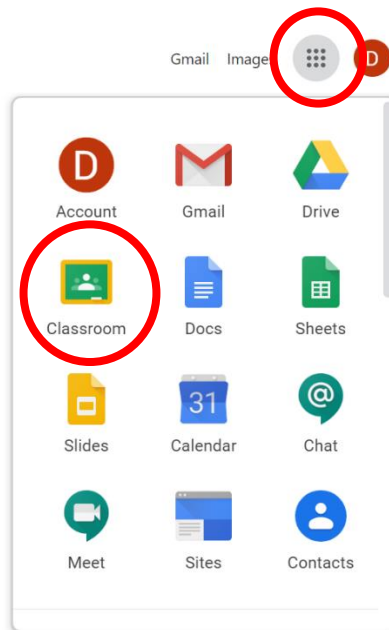 Gmail Image
D
D
Account Gmail Drive
Classroom Docs Sheets
31 @
Slides Calendar Chat
Meet Sites Contacts